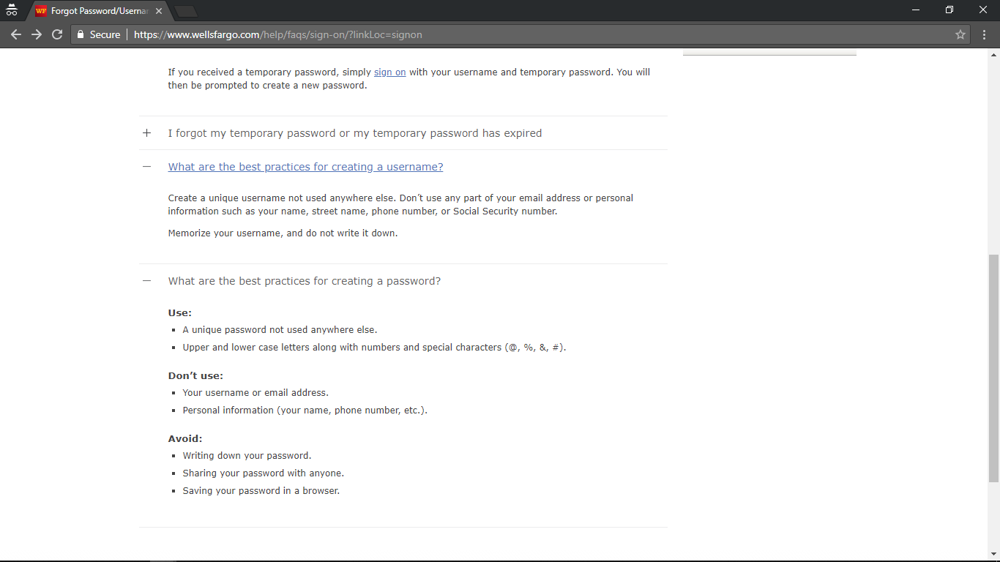 WF Forgot Password/Usernar
Secure https://www.wellsfargo.com/help/faqs/sign-on/?linkLoc=signon
If you received a temporary password, simply sign on with your username and temporary password. You will
then be prompted to create a new password.
I forgot my temporary password or my temporary password has expired
What are the best practices for creating a username?
Create a unique username not used anywhere else. Don’t use any part of your email address or personal
information such as your name, street name, phone number, or Social Security number.
Memorize your username, and do not write it down.
What are the best practices for creating a password?
Use:
▪ A unique password not used anywhere else.
▪ Upper and lower case letters along with numbers and special characters (@, %, &, #).
Don’t use:
▪ Your username or email address.
▪ Personal information (your name, phone number, etc.).
Avoid:
▪ Writing down your password.
▪ Sharing your password with anyone.
▪ Saving your password in a browser.